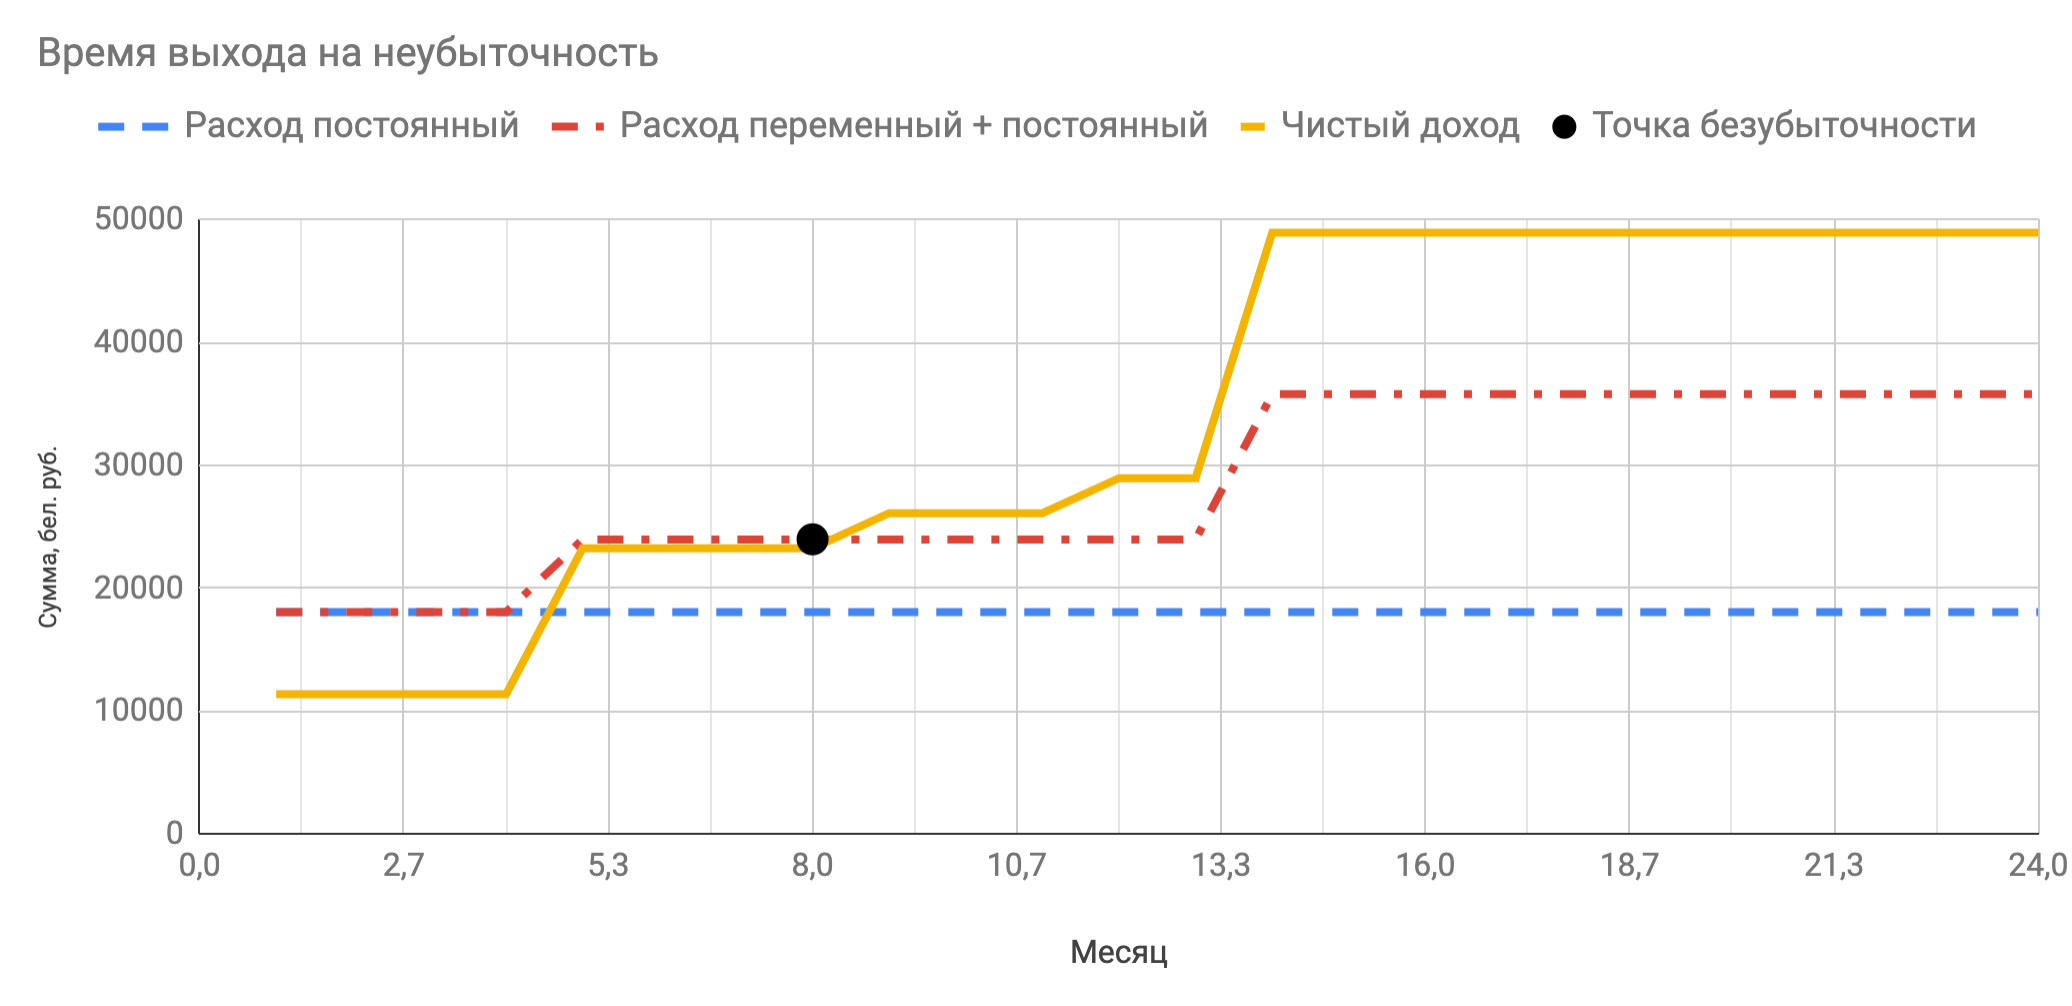 Время выхода на неубыточность
Расход постоянный Расход переменный + постоянный Чистый доход Точка безубыточности
50000
40000
30000
20000
10000
0
Сумма, бел. руб.
0,0 2,7 5,3 8,0 10,7 13,3 16,0 18,7 21,3 24,0
Месяц